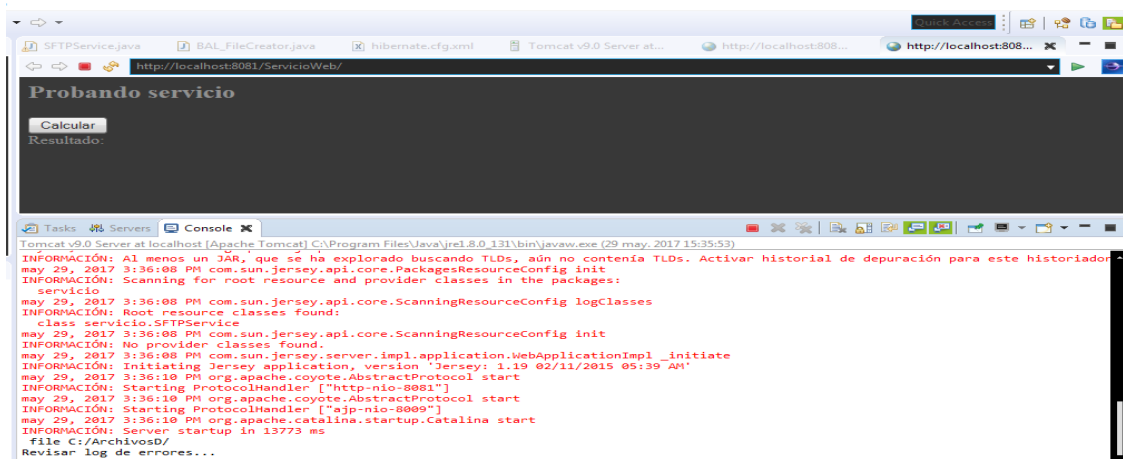 Quick Access
SFTPService.java BAL_FileCreator.java hibernate.cfg.xml Tomcat v9.0 Server at... http://localhost:808... http://localhost:808...
http://localhost:8081/ServicioWeb/
Probando servicio
Calcular
Resultado:
Tasks Servers Console
Tomcat v9.0 Server at localhost [Apache Tomcat] C:\Program Files\Java\jre1.8.0_131\bin\javaw.exe (29 may. 2017 15:35:53)
INFORMACIÓN: Al menos un JAR, que se ha explorado buscando TLDs, aún no contenía TLDs. Activar historial de depuración para este historiador
may 29, 2017 3:36:08 PM com.sun.jersey.api.core.PackagesResourceConfig init
INFORMACIÓN: Scanning for root resource and provider classes in the packages:
servicio
may 29, 2017 3:36:08 PM com.sun.jersey.api.core.ScanningResourceConfig logClasses
INFORMACIÓN: Root resource classes found:
class servicio.SFTPService
may 29, 2017 3:36:08 PM com.sun.jersey.api.core.ScanningResourceConfig init
INFORMACIÓN: No provider classes found.
may 29, 2017 3:36:08 PM com.sun.jersey.server.impl.application.WebApplicationImpl _initiate
INFORMACIÓN: Initiating Jersey application, version 'Jersey: 1.19 02/11/2015 05:39 AM'
may 29, 2017 3:36:10 PM org.apache.coyote.AbstractProtocol start
INFORMACIÓN: Starting ProtocolHandler ["http-nio-8081"]
may 29, 2017 3:36:10 PM org.apache.coyote.AbstractProtocol start
INFORMACIÓN: Starting ProtocolHandler ["ajp-nio-8009"]
may 29, 2017 3:36:10 PM org.apache.catalina.startup.Catalina start
INFORMACIÓN: Server startup in 13773 ms
file C:/ArchivosD/
Revisar log de errores...